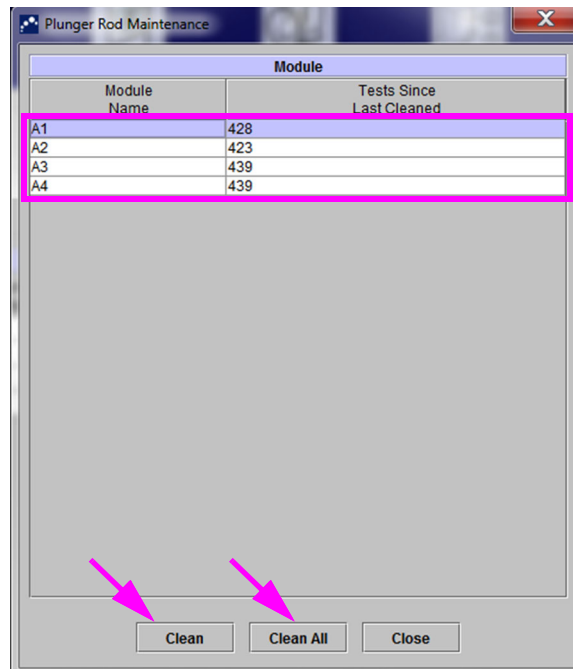 Plunger Rod Maintenance
Module
Module Name
Tests Since Last Cleaned
A1 428
A2 423
A3 439
A4 439
Clean Clean All Close